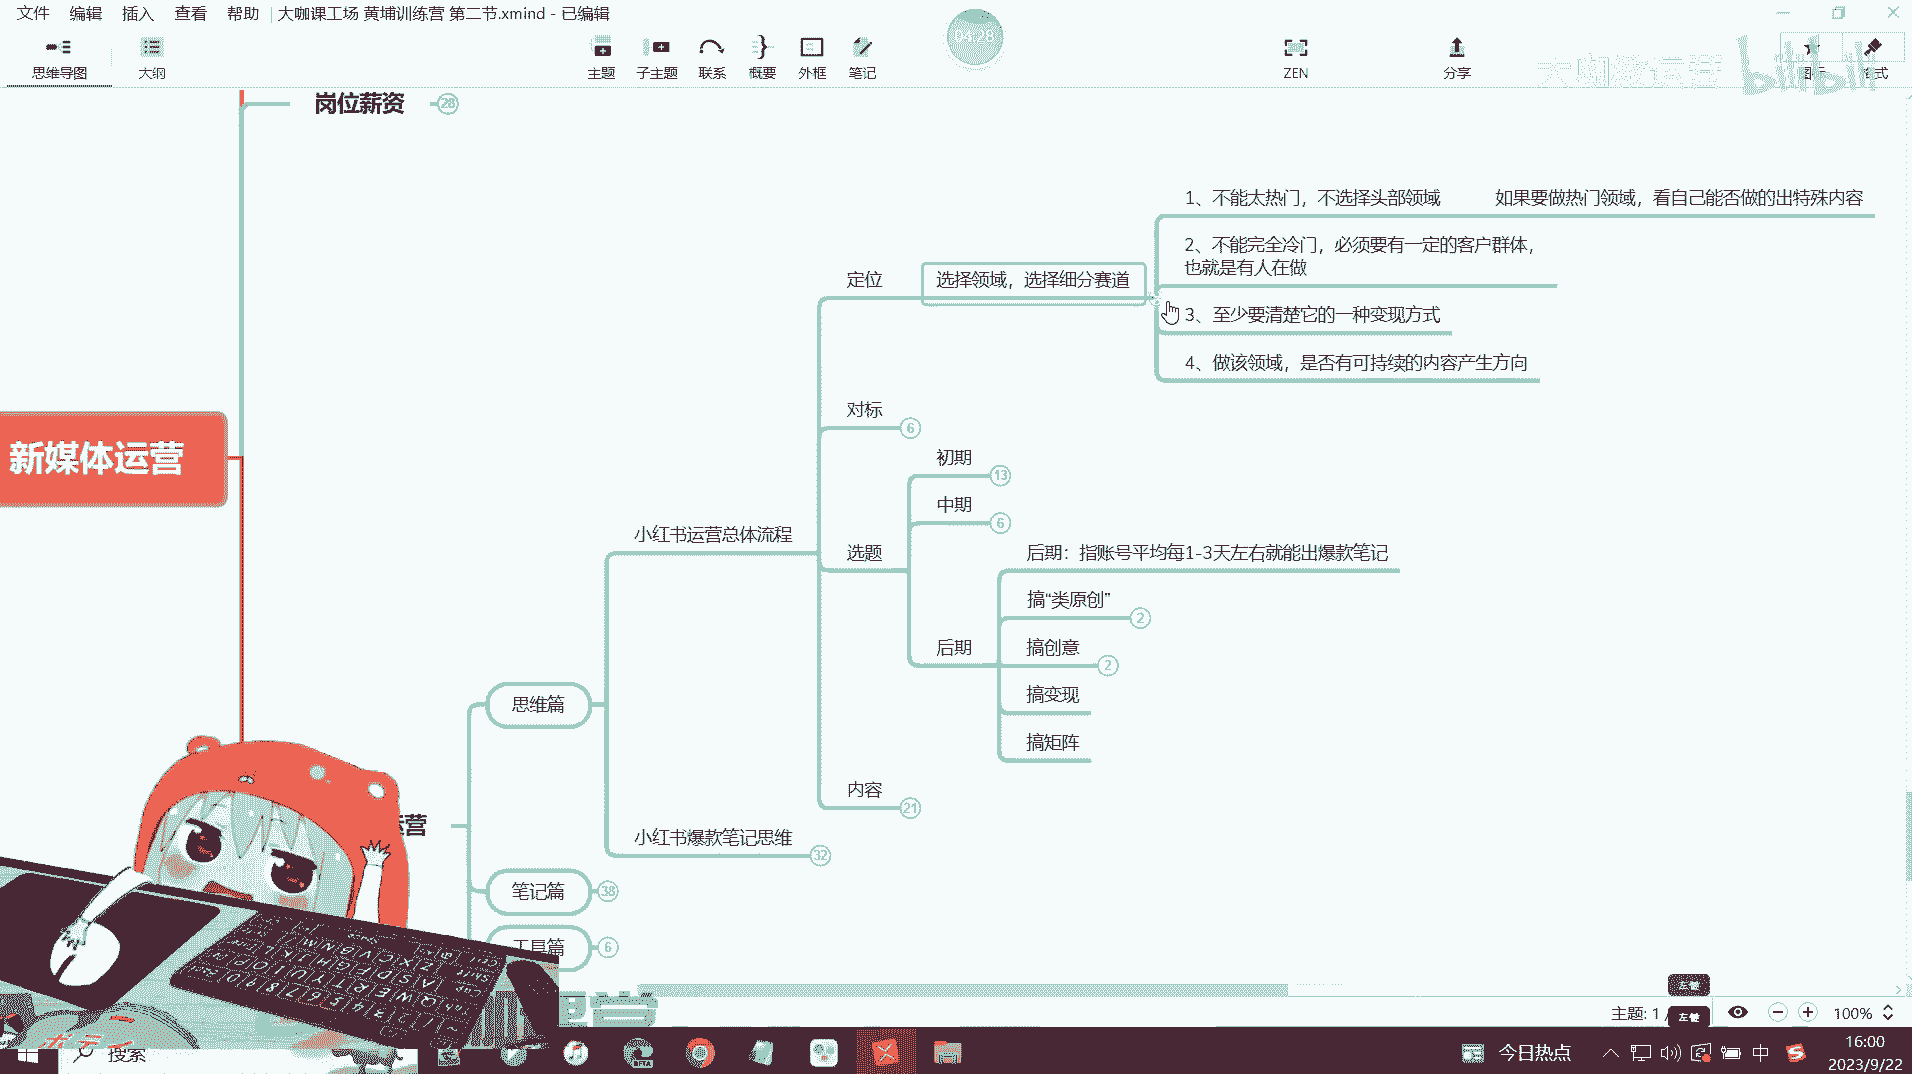 文件 编辑 插入 查看 帮助 大咖课工场 黄埔训练营 第二节.xmind - 已编辑
04:28
思维导图 大纲 主题 子主题 联系 概要 外框 笔记 ZEN 分享
bilibili
岗位薪资 28
1、不能太热门，不选择头部领域 如果要做热门领域，看自己能否做的出特殊内容
2、不能完全冷门，必须要有一定的客户群体，
也就是有人在做
定位 选择领域，选择细分赛道
3、至少要清楚它的一种变现方式
4、做该领域，是否有可持续的内容产生方向
对标 6
新媒体运营
初期 13
中期 6
小红书运营总体流程
选题
后期：指账号平均每1-3天左右就能出爆款笔记
搞“类原创” 2
后期
搞创意 2
搞变现
思维篇
搞矩阵
内容 21
运营
小红书爆款笔记思维 32
笔记篇 38
工具篇 6
左键
主题: 1 / 左键 100%
搜索 今日热点 中 16:00
2023/9/22